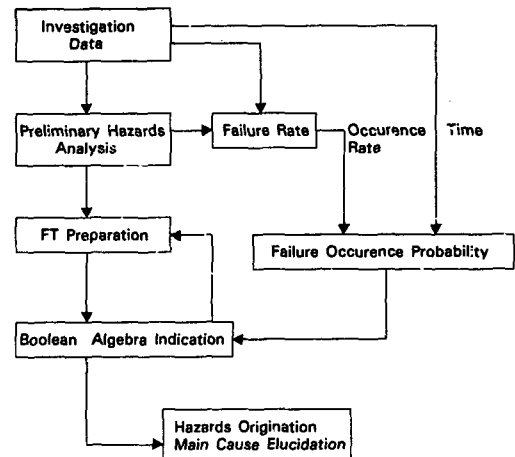 Investigation
Data
Preliminary Hazards
Analysis
Failure Rate
Occurence
Rate
Time
FT Preparation
Failure Occurence Probability
Boolean Algebra Indication
Hazards Origination
Main Cause Elucidation